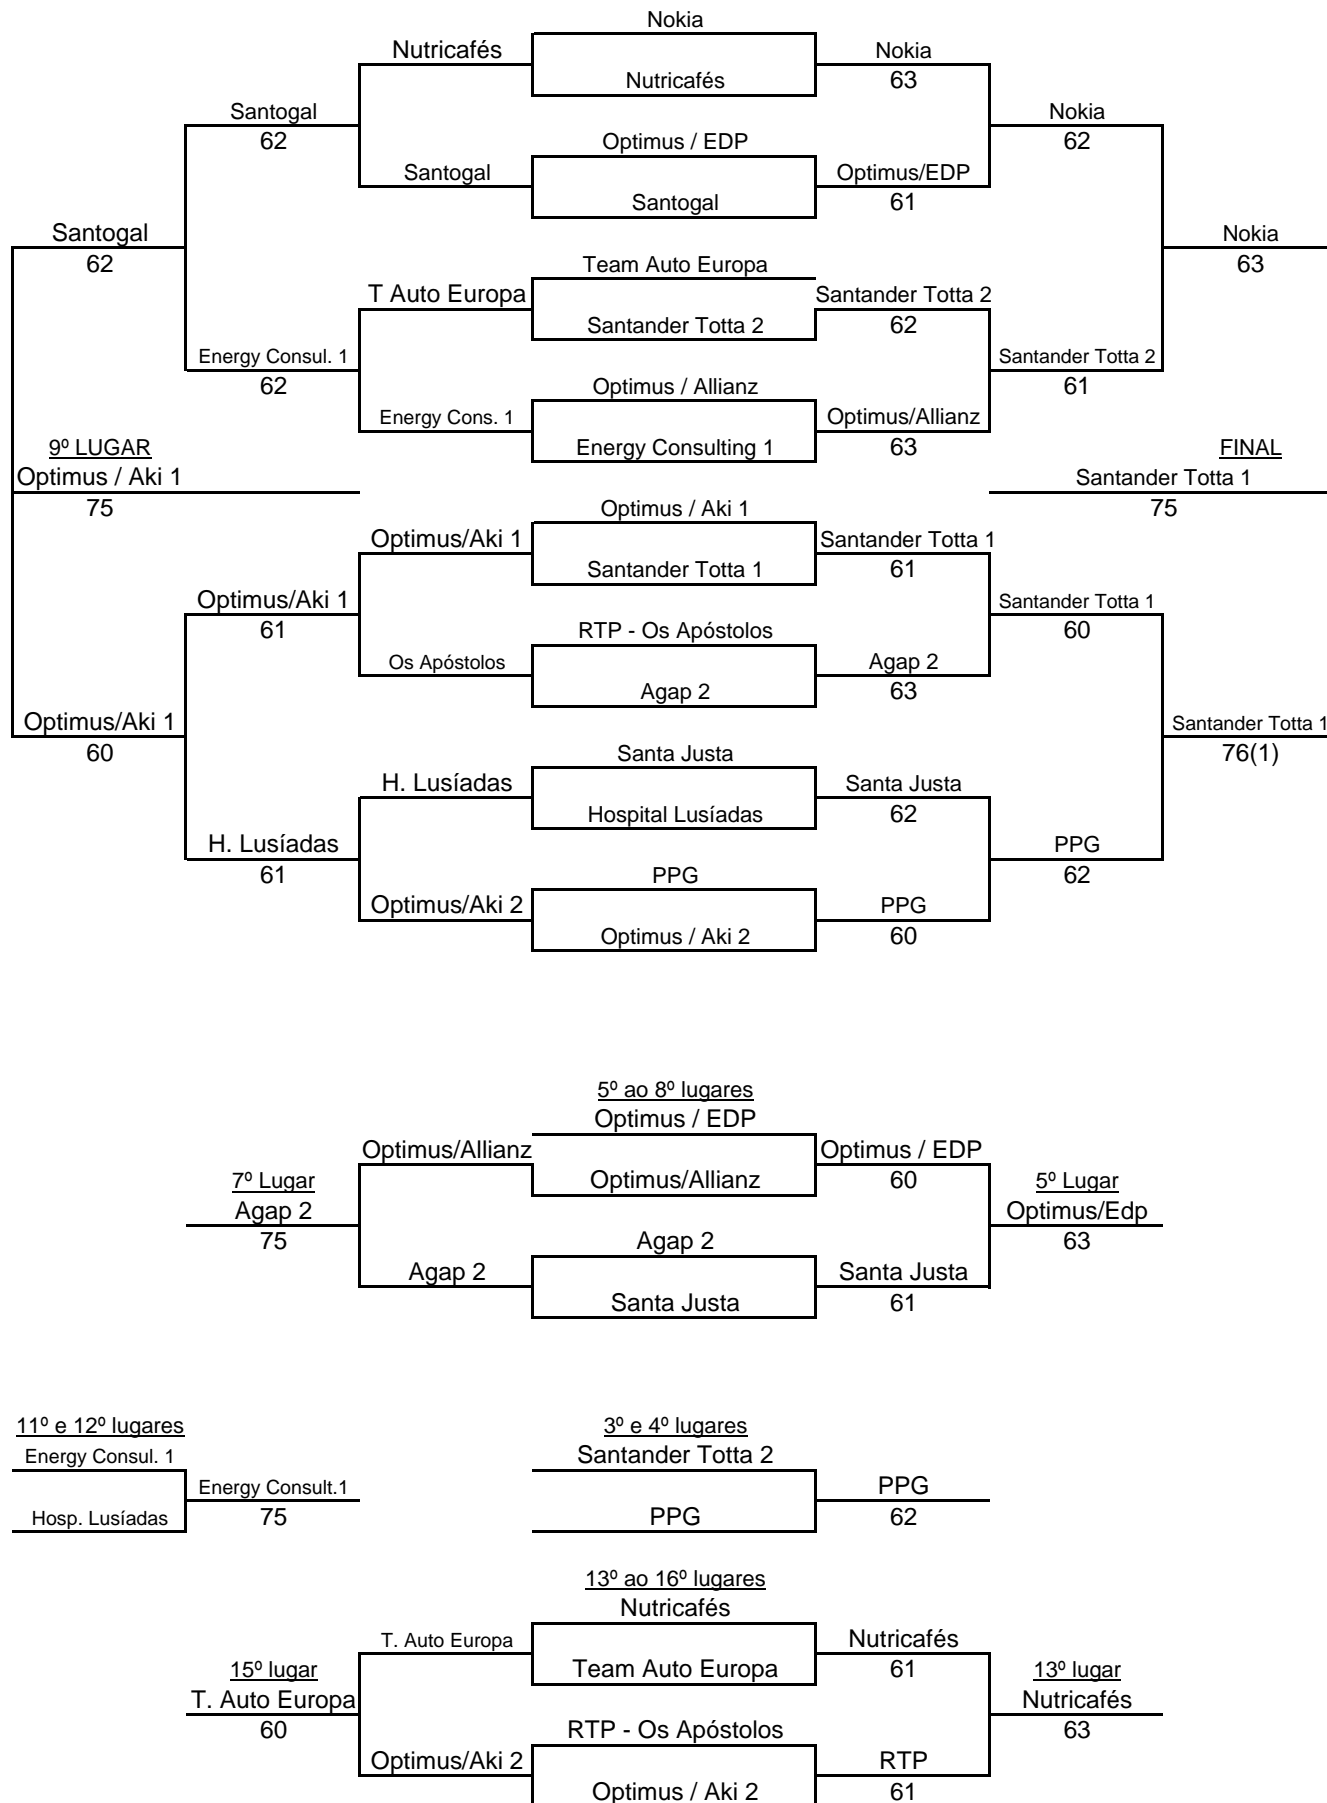 Nokia
Nutricafés
Nokia
Nutricafés
63
Santogal
Nokia
62
Optimus / EDP
62
Santogal
Optimus/EDP
Santogal
61
Santogal
Nokia
62
Team Auto Europa
63
T Auto Europa
Santander Totta 2
Santander Totta 2
62
Energy Consul. 1
Santander Totta 2
62
Optimus / Allianz
61
Energy Cons. 1
Optimus/Allianz
9º LUGAR
Energy Consulting 1
63
FINAL
Optimus / Aki 1
Santander Totta 1
75
Optimus / Aki 1
75
Optimus/Aki 1
Santander Totta 1
Santander Totta 1
61
Optimus/Aki 1
Santander Totta 1
61
RTP - Os Apóstolos
60
Os Apóstolos
Agap 2
Agap 2
63
Optimus/Aki 1
Santander Totta 1
60
Santa Justa
76(1)
H. Lusíadas
Santa Justa
Hospital Lusíadas
62
H. Lusíadas
PPG
61
PPG
62
Optimus/Aki 2
PPG
Optimus / Aki 2
60
5º ao 8º lugares
Optimus / EDP
Optimus/Allianz
Optimus / EDP
7º Lugar
Optimus/Allianz
60
5º Lugar
Agap 2
Optimus/Edp
75
Agap 2
63
Agap 2
Santa Justa
Santa Justa
61
11º e 12º lugares
3º e 4º lugares
Energy Consul. 1
Santander Totta 2
Energy Consult.1
PPG
Hosp. Lusíadas
75
PPG
62
13º ao 16º lugares
Nutricafés
T. Auto Europa
Nutricafés
15º lugar
Team Auto Europa
61
13º lugar
T. Auto Europa
Nutricafés
60
RTP - Os Apóstolos
63
Optimus/Aki 2
RTP
Optimus / Aki 2
61